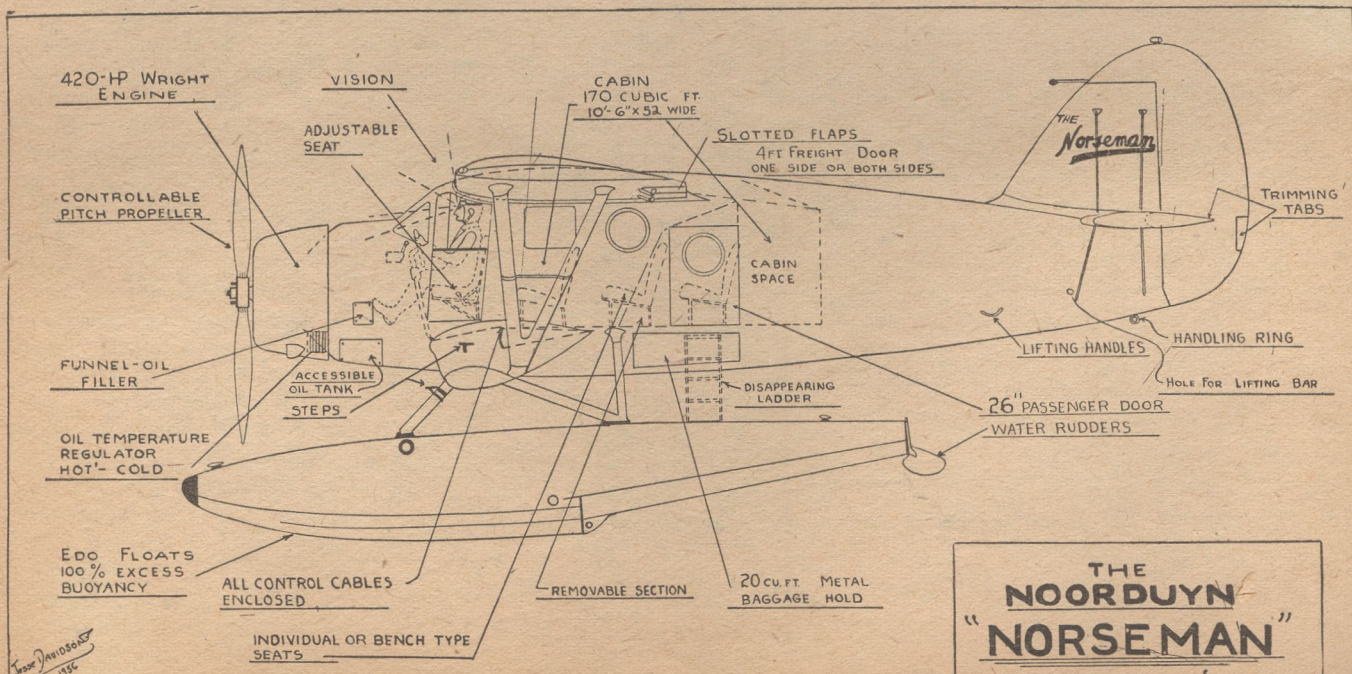 420-HP WRIGHT
ENGINE
VISION
CABIN
170 CUBIC FT.
10'-6" x 52 WIDE
ADJUSTABLE
SEAT
SLOTTED FLAPS
4FT FREIGHT DOOR
ONE SIDE OR BOTH SIDES
THE
Norseman
CONTROLLABLE
PITCH PROPELLER
TRIMMING
TABS
CABIN
SPACE
FUNNEL-OIL
FILLER
ACCESSIBLE
OIL TANK
STEPS
LIFTING HANDLES
HANDLING RING
HOLE FOR LIFTING BAR
DISAPPEARING
LADDER
26" PASSENGER DOOR
WATER RUDDERS
OIL TEMPERATURE
REGULATOR
HOT'- COLD
EDO FLOATS
100% EXCESS
BUOYANCY
ALL CONTROL CABLES
ENCLOSED
REMOVABLE SECTION
20 CU. FT. METAL
BAGGAGE HOLD
INDIVIDUAL OR BENCH TYPE
SEATS
THE
NOORDUYN
"NORSEMAN"
JESSE DAVIDSON
1936